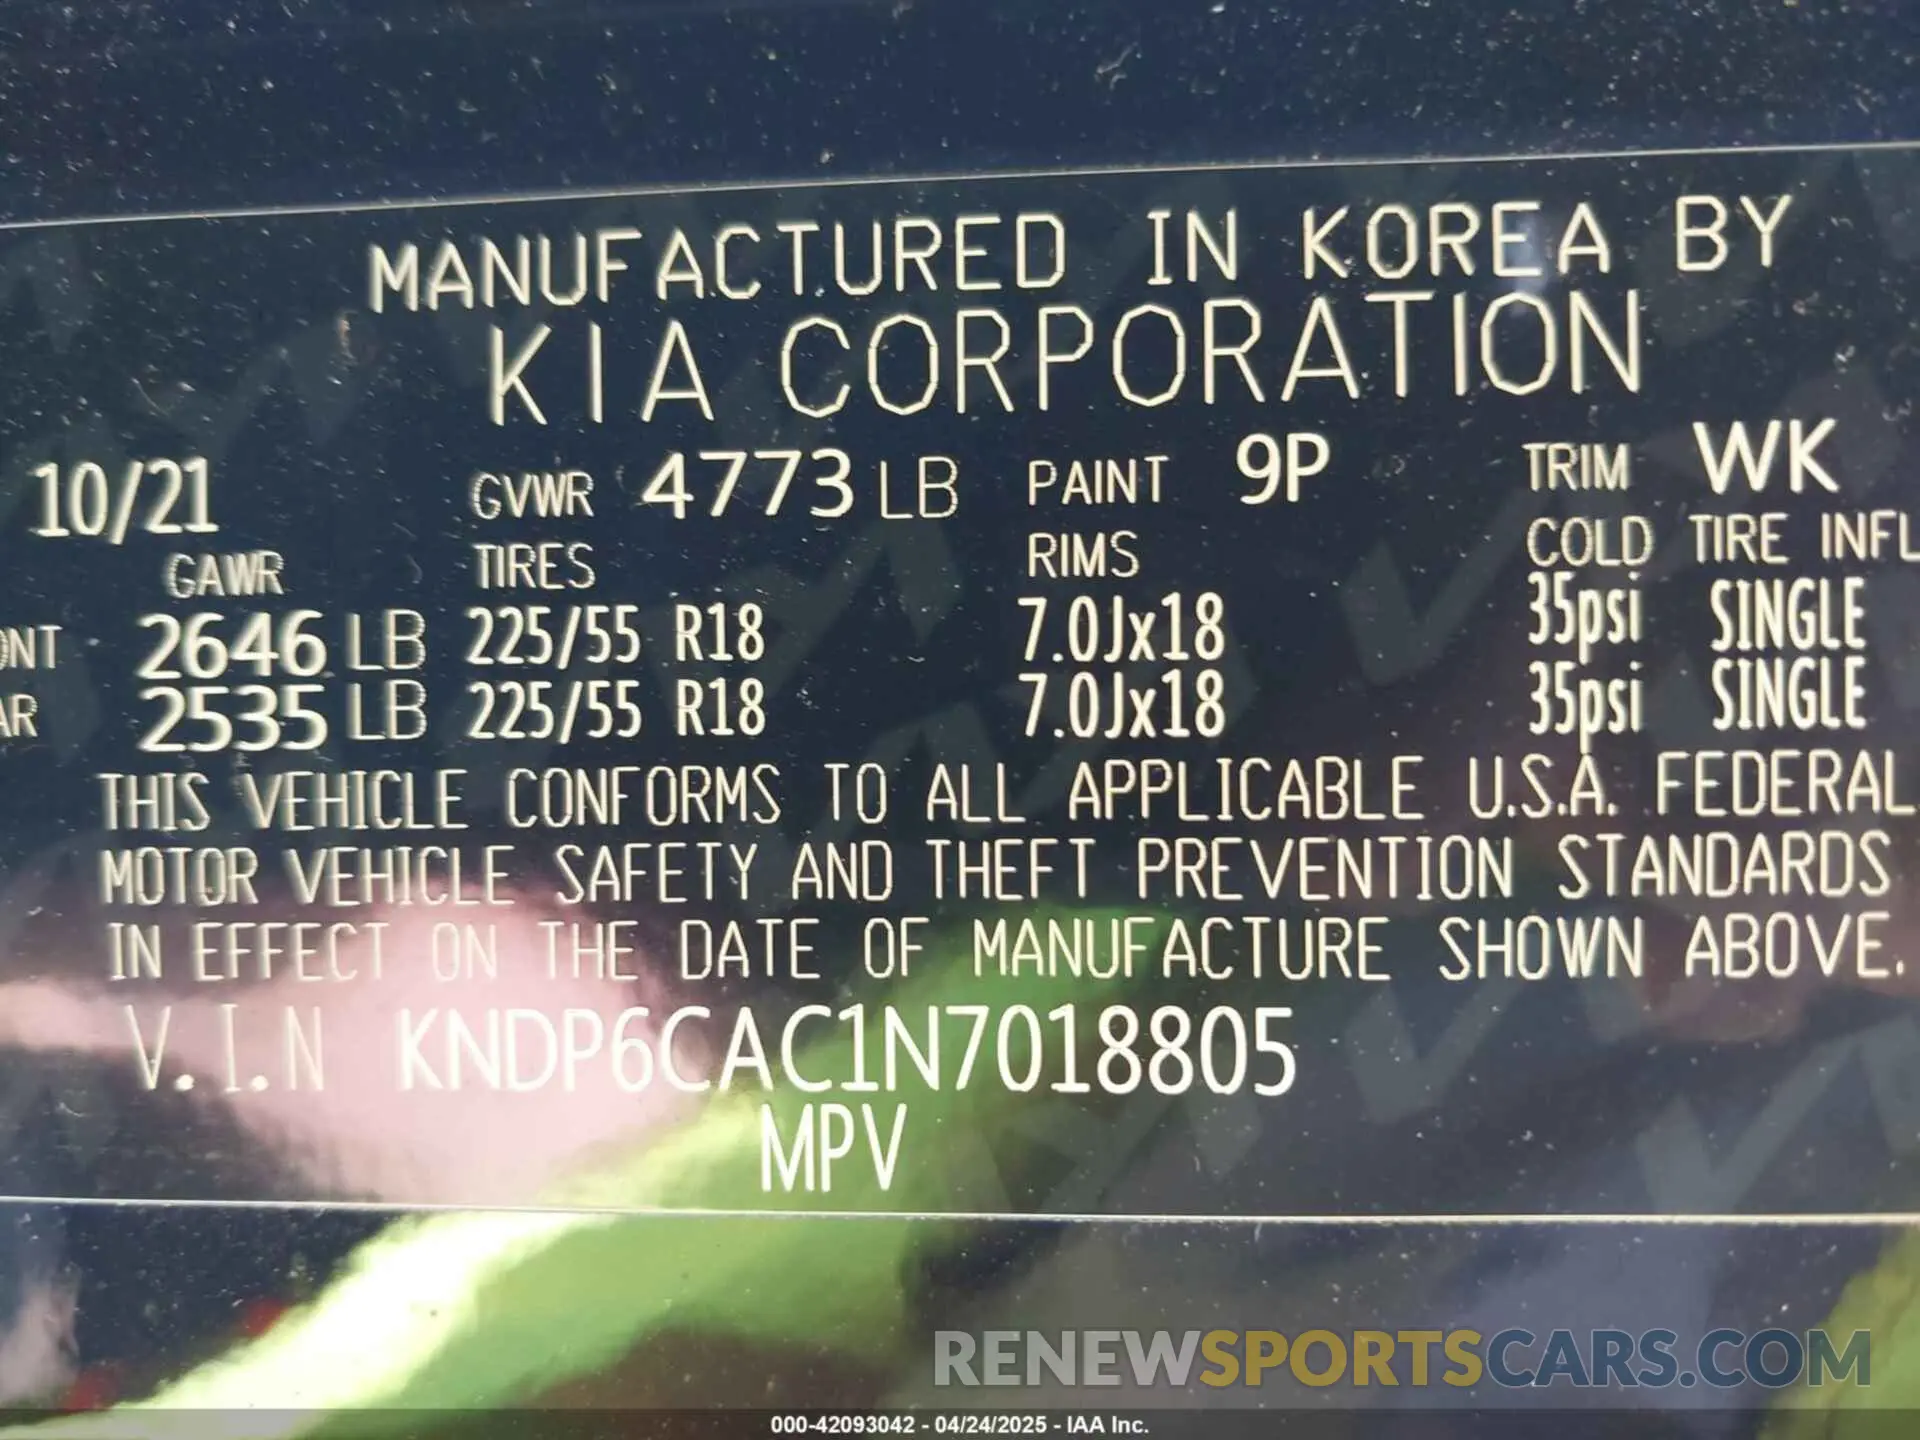 MANUFACTURED IN KOREA BY
KIA CORPORATION
10/21 GVWR 4773 LB PAINT 9P TRIM WK
GAWR TIRES RIMS COLD TIRE INFL
ONT 2646 LB 225/55 R18 7.0Jx18 35psi SINGLE
AR 2535 LB 225/55 R18 7.0Jx18 35psi SINGLE
THIS VEHICLE CONFORMS TO ALL APPLICABLE U.S.A. FEDERAL
MOTOR VEHICLE SAFETY AND THEFT PREVENTION STANDARDS
IN EFFECT ON THE DATE OF MANUFACTURE SHOWN ABOVE.
V.I.N KNDP6CAC1N7018805
MPV
RENEWSPORTSCARS.COM
000-42093042 - 04/24/2025 - IAA Inc.